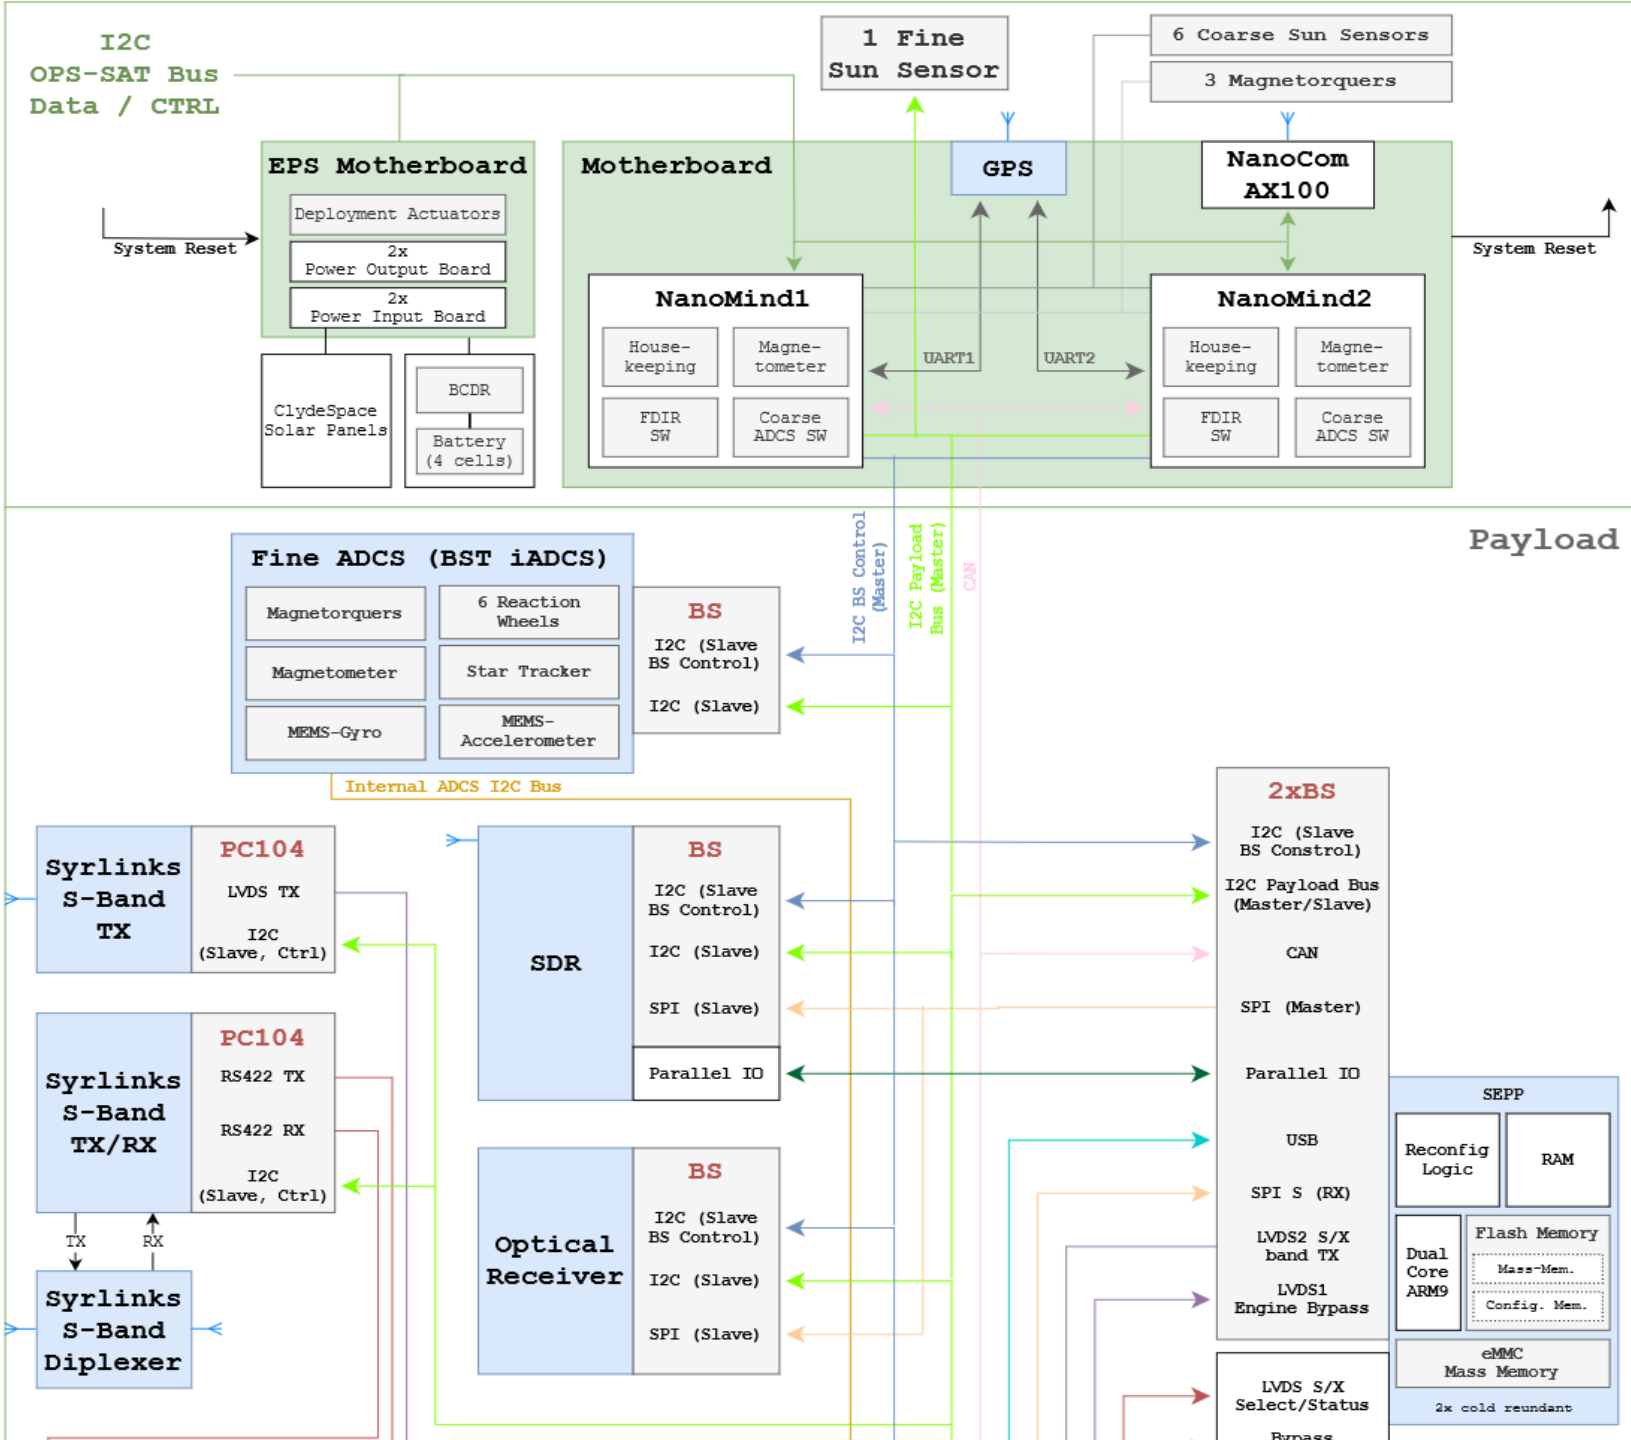 I2C
OPS-SAT Bus
Data / CTRL
1 Fine
Sun Sensor
6 Coarse Sun Sensors
3 Magnetorquers
System Reset
EPS Motherboard
Deployment Actuators
2x
Power Output Board
2x
Power Input Board
ClydeSpace
Solar Panels
BCDR
Battery
(4 cells)
Motherboard
GPS
NanoCom
AX100
System Reset
NanoMind1
House-
keeping
Magne-
tometer
FDIR
SW
Coarse
ADCS SW
UART1
UART2
NanoMind2
House-
keeping
Magne-
tometer
FDIR
SW
Coarse
ADCS SW
Payload
I2C BS Control
(Master)
I2C Payload
Bus (Master)
CAN
Fine ADCS (BST iADCS)
Magnetorquers
6 Reaction
Wheels
Magnetometer
Star Tracker
MEMS-Gyro
MEMS-
Accelerometer
BS
I2C (Slave
BS Control)
I2C (Slave)
Internal ADCS I2C Bus
Syrlinks
S-Band
TX
PC104
LVDS TX
I2C
(Slave, Ctrl)
Syrlinks
S-Band
TX/RX
PC104
RS422 TX
RS422 RX
I2C
(Slave, Ctrl)
TX
RX
Syrlinks
S-Band
Diplexer
SDR
BS
I2C (Slave
BS Control)
I2C (Slave)
SPI (Slave)
Parallel IO
Optical
Receiver
BS
I2C (Slave
BS Control)
I2C (Slave)
SPI (Slave)
2xBS
I2C (Slave
BS Constrol)
I2C Payload Bus
(Master/Slave)
CAN
SPI (Master)
Parallel IO
USB
SPI S (RX)
LVDS2 S/X
band TX
LVDS1
Engine Bypass
LVDS S/X
Select/Status
Bypass
SEPP
Reconfig
Logic
RAM
Dual
Core
ARM9
Flash Memory
Mass-Mem.
Config. Mem.
eMMC
Mass Memory
2x cold reundant